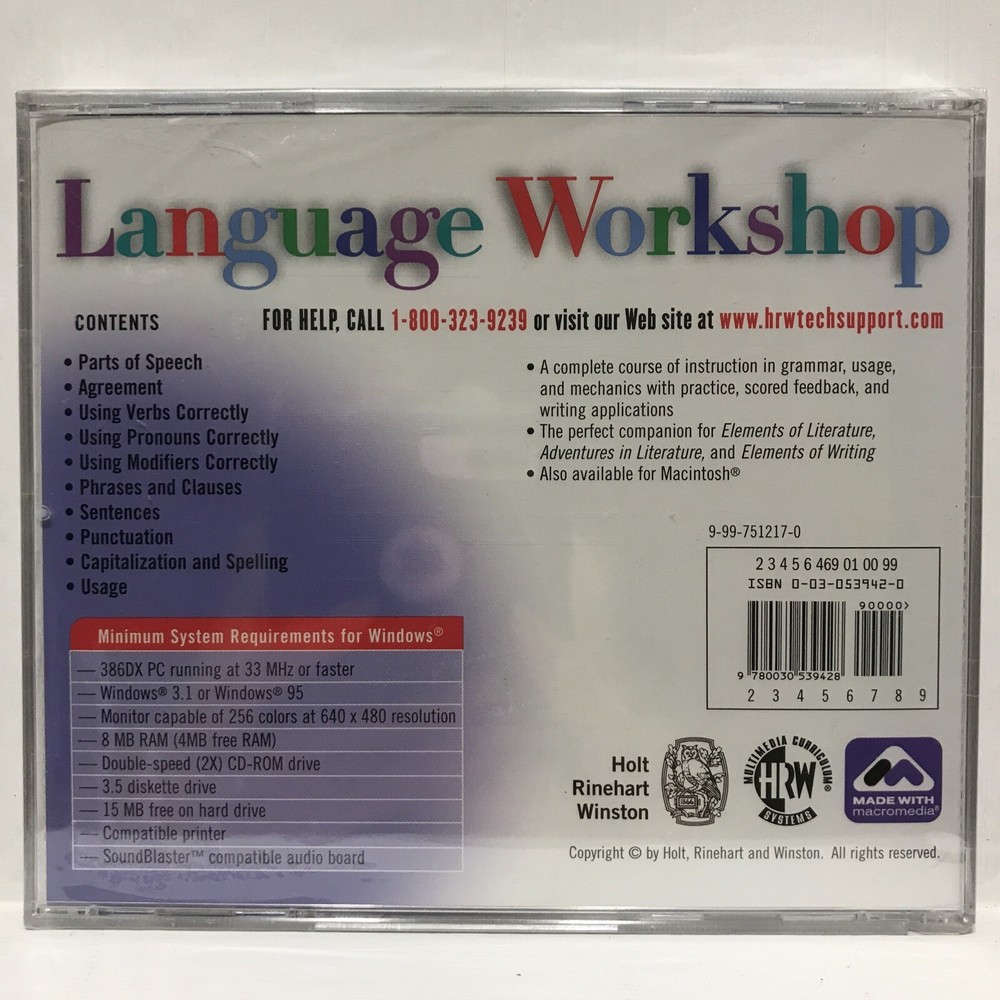 Language Workshop
CONTENTS
FOR HELP, CALL 1-800-323-9239 or visit our Web site at www.hrwtechsupport.com
• Parts of Speech
• Agreement
• Using Verbs Correctly
• Using Pronouns Correctly
• Using Modifiers Correctly
• Phrases and Clauses
• Sentences
• Punctuation
• Capitalization and Spelling
• Usage
• A complete course of instruction in grammar, usage,
and mechanics with practice, scored feedback, and
writing applications
• The perfect companion for Elements of Literature,
Adventures in Literature, and Elements of Writing
• Also available for Macintosh®
9-99-751217-0
2 3 4 5 6 469 01 00 99
ISBN 0-03-053942-0
90000>
9 780030 539428
2 3 4 5 6 7 8 9
Minimum System Requirements for Windows®
— 386DX PC running at 33 MHz or faster
— Windows® 3.1 or Windows® 95
— Monitor capable of 256 colors at 640 x 480 resolution
— 8 MB RAM (4MB free RAM)
— Double-speed (2X) CD-ROM drive
— 3.5 diskette drive
— 15 MB free on hard drive
— Compatible printer
— SoundBlaster™ compatible audio board
Holt
Rinehart
Winston
1866
MULTIMEDIA CURRICULUM®
HRW
SYSTEMS
MADE WITH
macromedia®
Copyright © by Holt, Rinehart and Winston. All rights reserved.